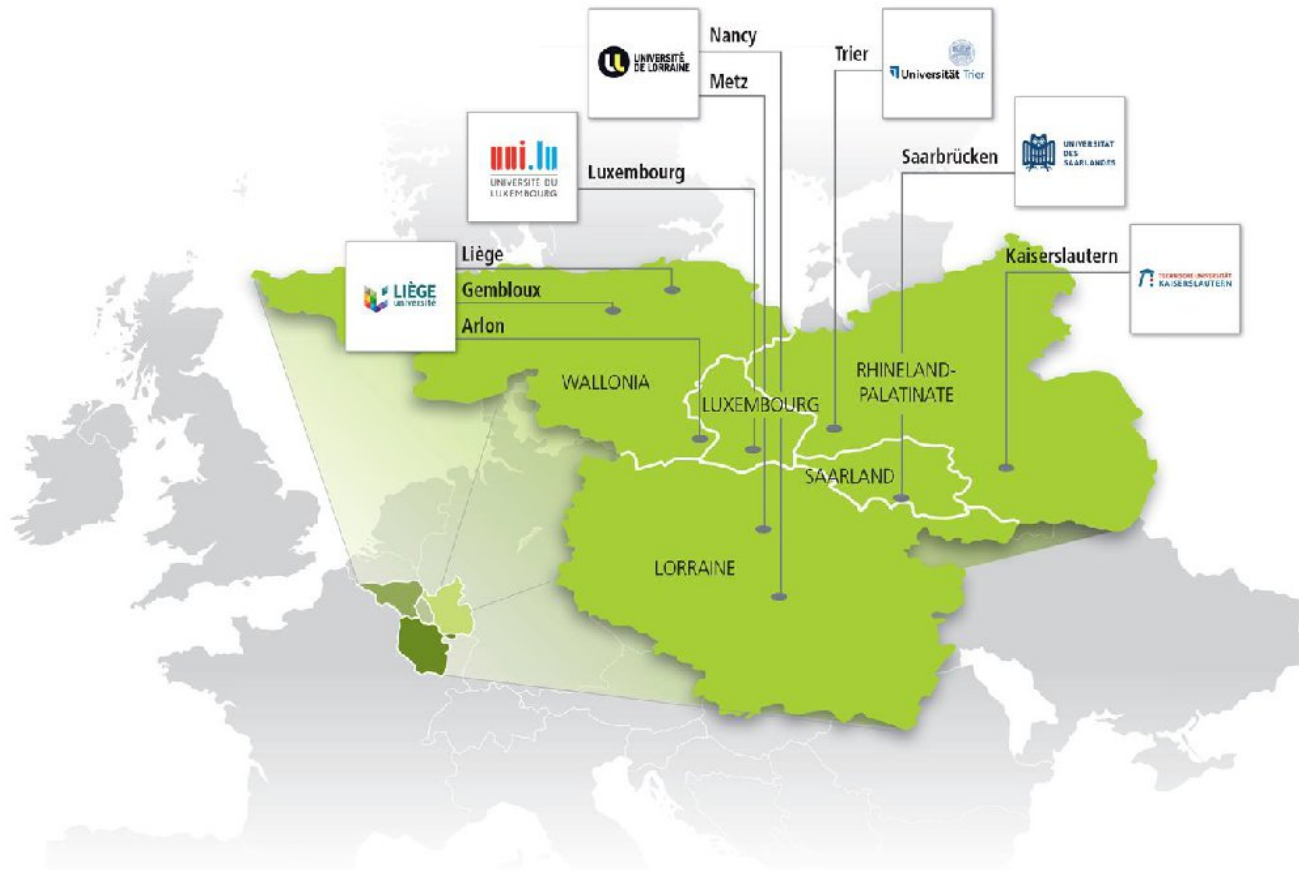 Nancy
UNIVERSITÉ
DE LORRAINE
Metz
Trier
Universität Trier
uni.lu
UNIVERSITÉ DU
LUXEMBOURG
Luxembourg
Saarbrücken
UNIVERSITÄT
DES
SAARLANDES
Liège
LIÈGE
université
Gembloux
Arlon
Kaiserslautern
TECHNISCHE UNIVERSITÄT
KAISERSLAUTERN
WALLONIA
LUXEMBOURG
RHINELAND-
PALATINATE
SAARLAND
LORRAINE